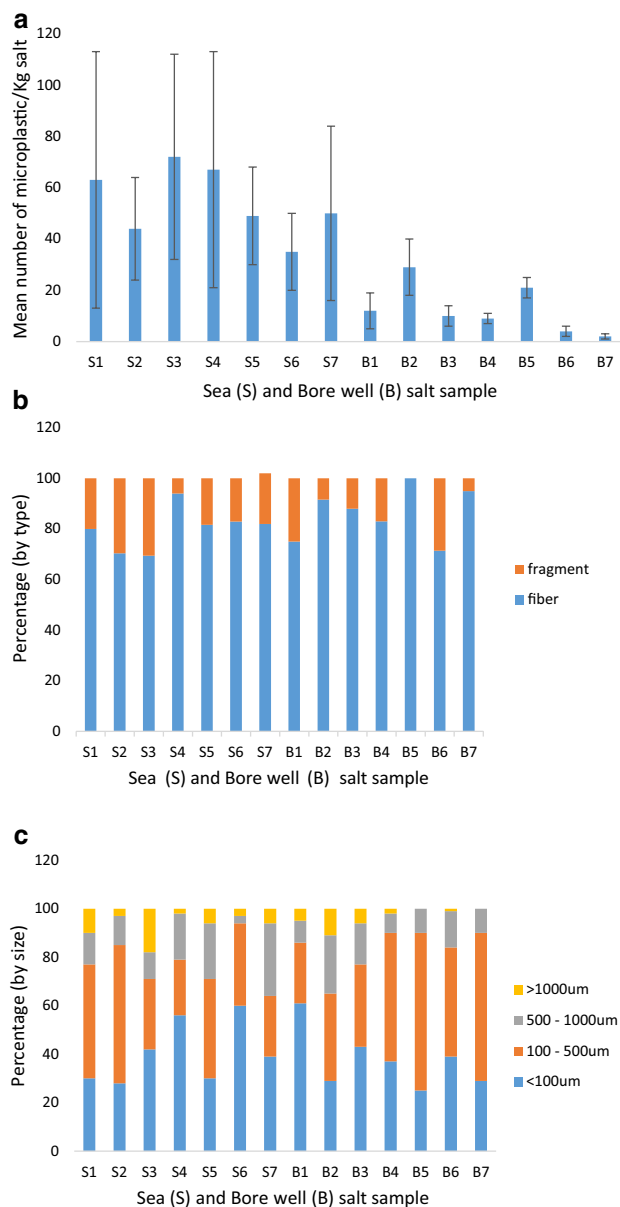 a
120
100
80
60
40
20
0
Mean number of microplastic/Kg salt
S1 S2 S3 S4 S5 S6 S7 B1 B2 B3 B4 B5 B6 B7
Sea (S) and Bore well (B) salt sample
b
120
100
80
60
40
20
0
Percentage (by type)
fragment
fiber
S1 S2 S3 S4 S5 S6 S7 B1 B2 B3 B4 B5 B6 B7
Sea (S) and Bore well (B) salt sample
c
120
100
80
60
40
20
0
Percentage (by size)
>1000um
500 - 1000um
100 - 500um
<100um
S1 S2 S3 S4 S5 S6 S7 B1 B2 B3 B4 B5 B6 B7
Sea (S) and Bore well (B) salt sample